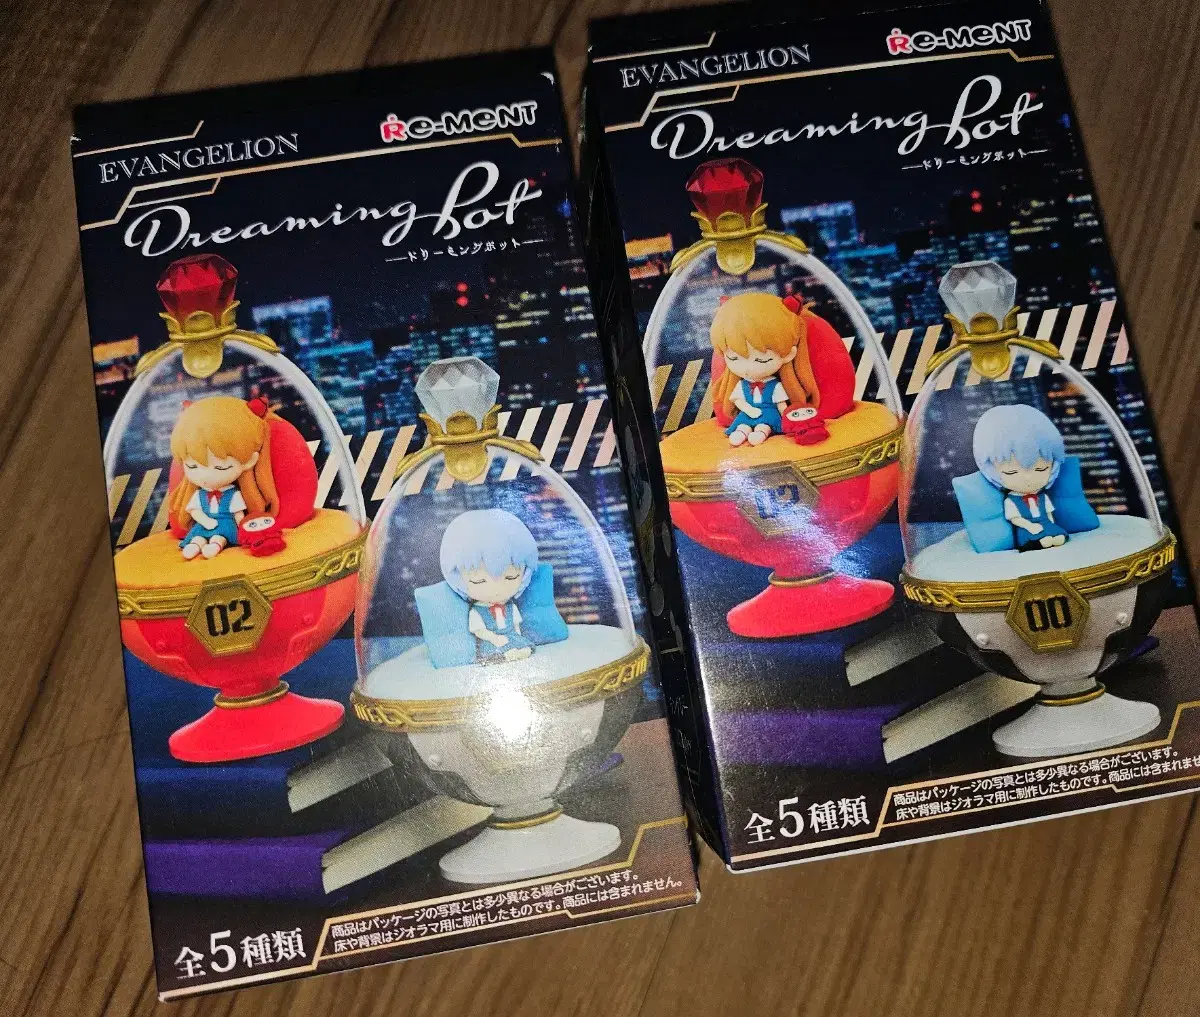 EVANGELION
Re-MeNT
Dreaming Pot
ドリーミングポット
02
全5種類
商品はパッケージの写真とは多少異なる場合がございます。
床や背景はジオラマ用に制作したものです。商品には含まれません。
EVANGELION
Re-MeNT
Dreaming Pot
ドリーミングポット
02
00
全5種類
商品はパッケージの写真とは多少異なる場合がございます。
床や背景はジオラマ用に制作したものです。商品には含まれませ